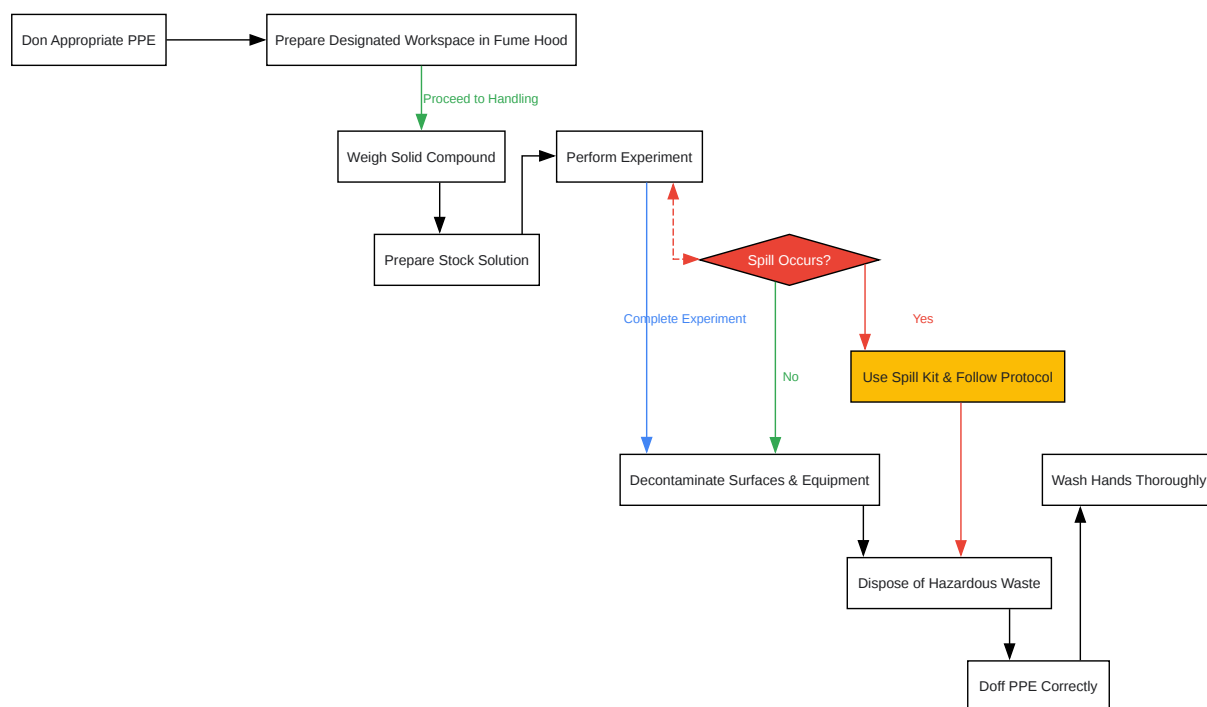 Don Appropriate PPE
Prepare Designated Workspace in Fume Hood
Proceed to Handling
Weigh Solid Compound
Perform Experiment
Prepare Stock Solution
Spill Occurs?
Complete Experiment
Yes
No
Use Spill Kit & Follow Protocol
Decontaminate Surfaces & Equipment
Wash Hands Thoroughly
Dispose of Hazardous Waste
Doff PPE Correctly